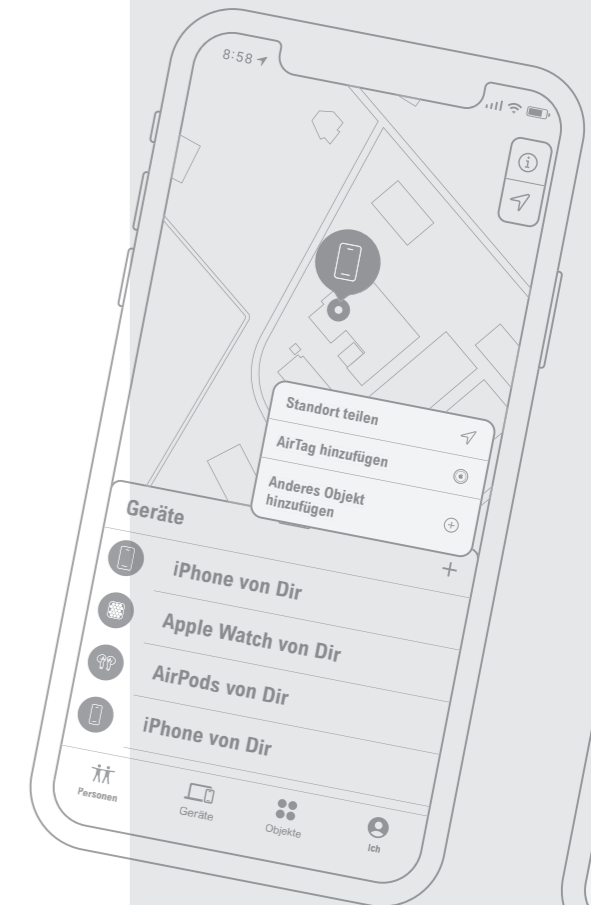 8:58
Standort teilen
AirTag hinzufügen
Anderes Objekt
hinzufügen
Geräte
iPhone von Dir
Apple Watch von Dir
AirPods von Dir
iPhone von Dir
Personen
Geräte
Objekte
Ich